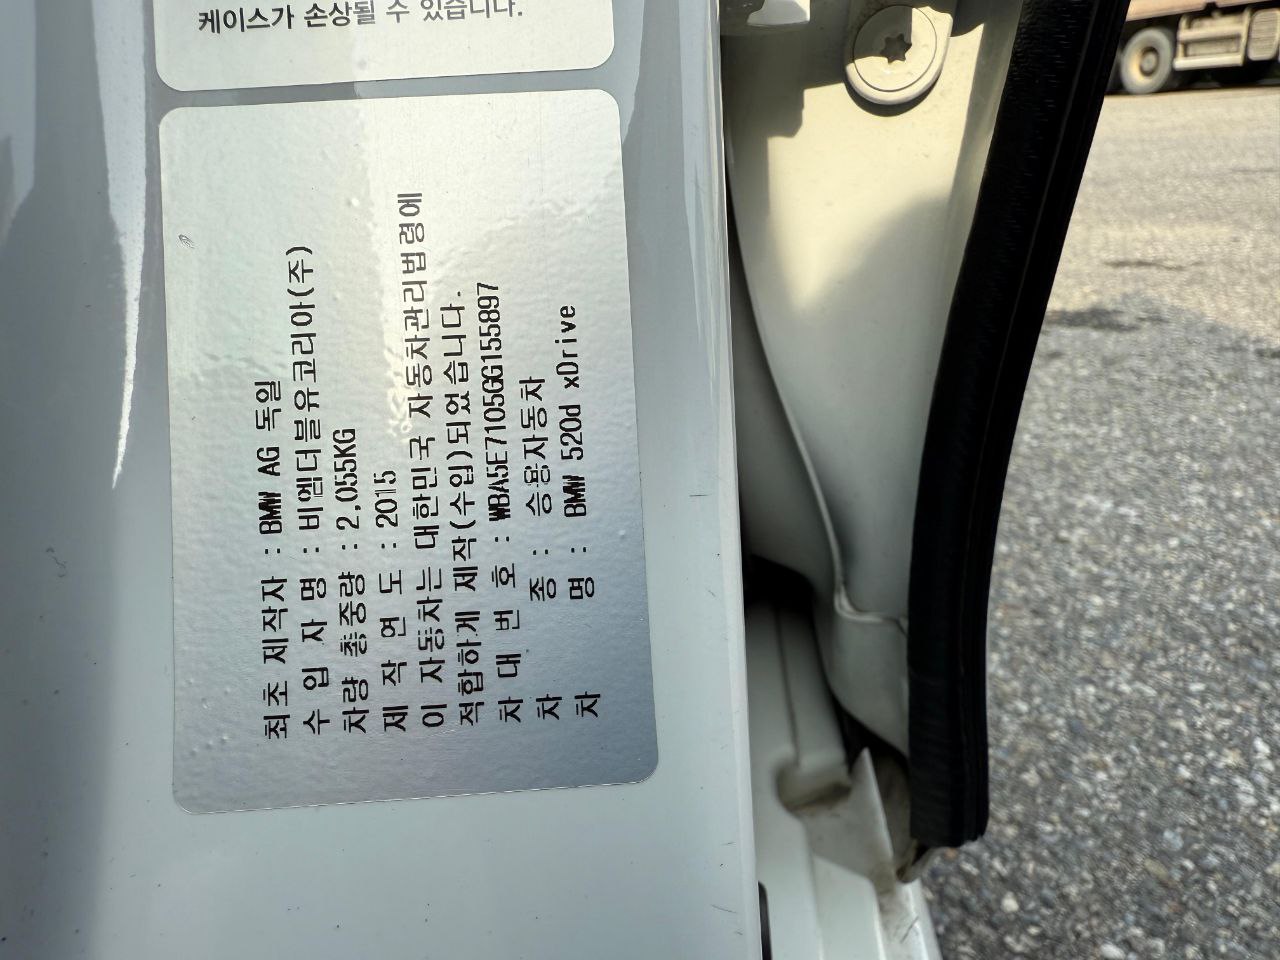 케이스가 손상될 수 있습니다.
최초 제작자 : BMW AG 독일
수 입 자 명 : 비엠더블유코리아(주)
차량 총중량 : 2,055KG
제 작 연 도 : 2015
이 자동차는 대한민국 자동차관리법령에
적합하게 제작(수입)되었습니다.
차 대 번 호 : WBA5E7105GG155897
차 종 : 승용자동차
차 명 : BMW 520d xDrive